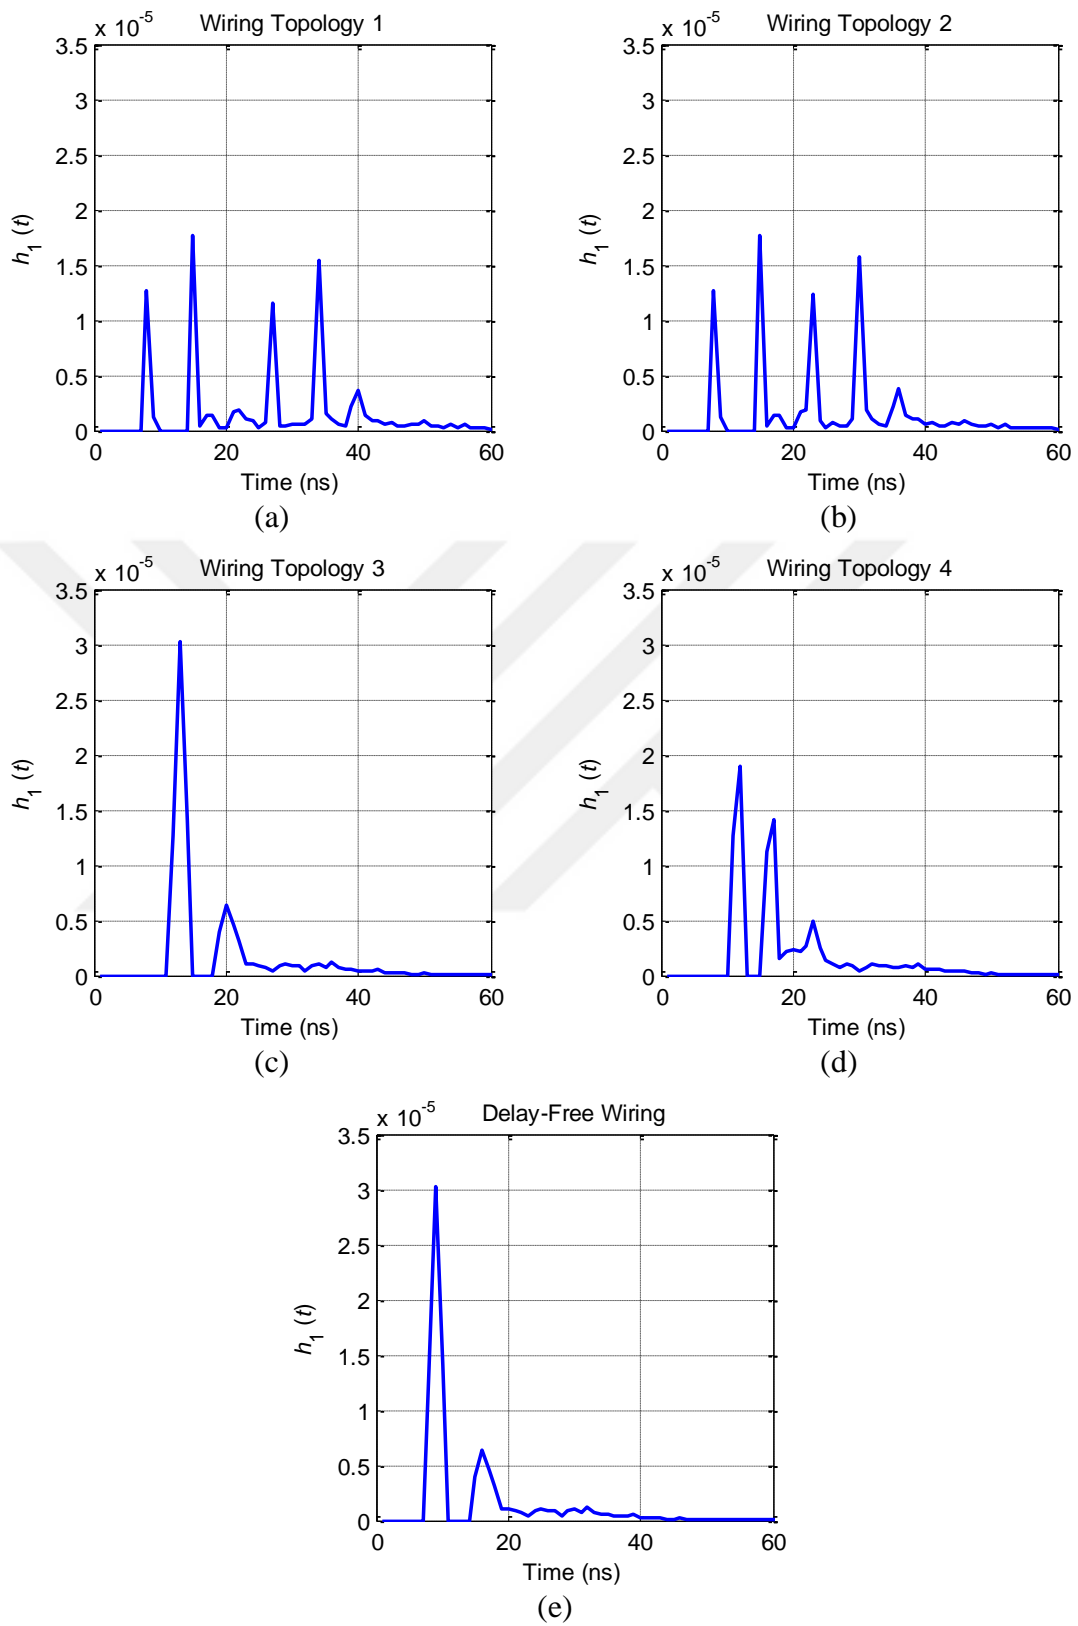 x 10-5 Wiring Topology 1
3.5
3
2.5
2
1.5
1
0.5
0
h1 (t)
0 20 40 60
Time (ns)
(a)
x 10-5 Wiring Topology 2
3.5
3
2.5
2
1.5
1
0.5
0
h1 (t)
0 20 40 60
Time (ns)
(b)
x 10-5 Wiring Topology 3
3.5
3
2.5
2
1.5
1
0.5
0
h1 (t)
0 20 40 60
Time (ns)
(c)
x 10-5 Wiring Topology 4
3.5
3
2.5
2
1.5
1
0.5
0
h1 (t)
0 20 40 60
Time (ns)
(d)
x 10-5 Delay-Free Wiring
3.5
3
2.5
2
1.5
1
0.5
0
h1 (t)
0 20 40 60
Time (ns)
(e)